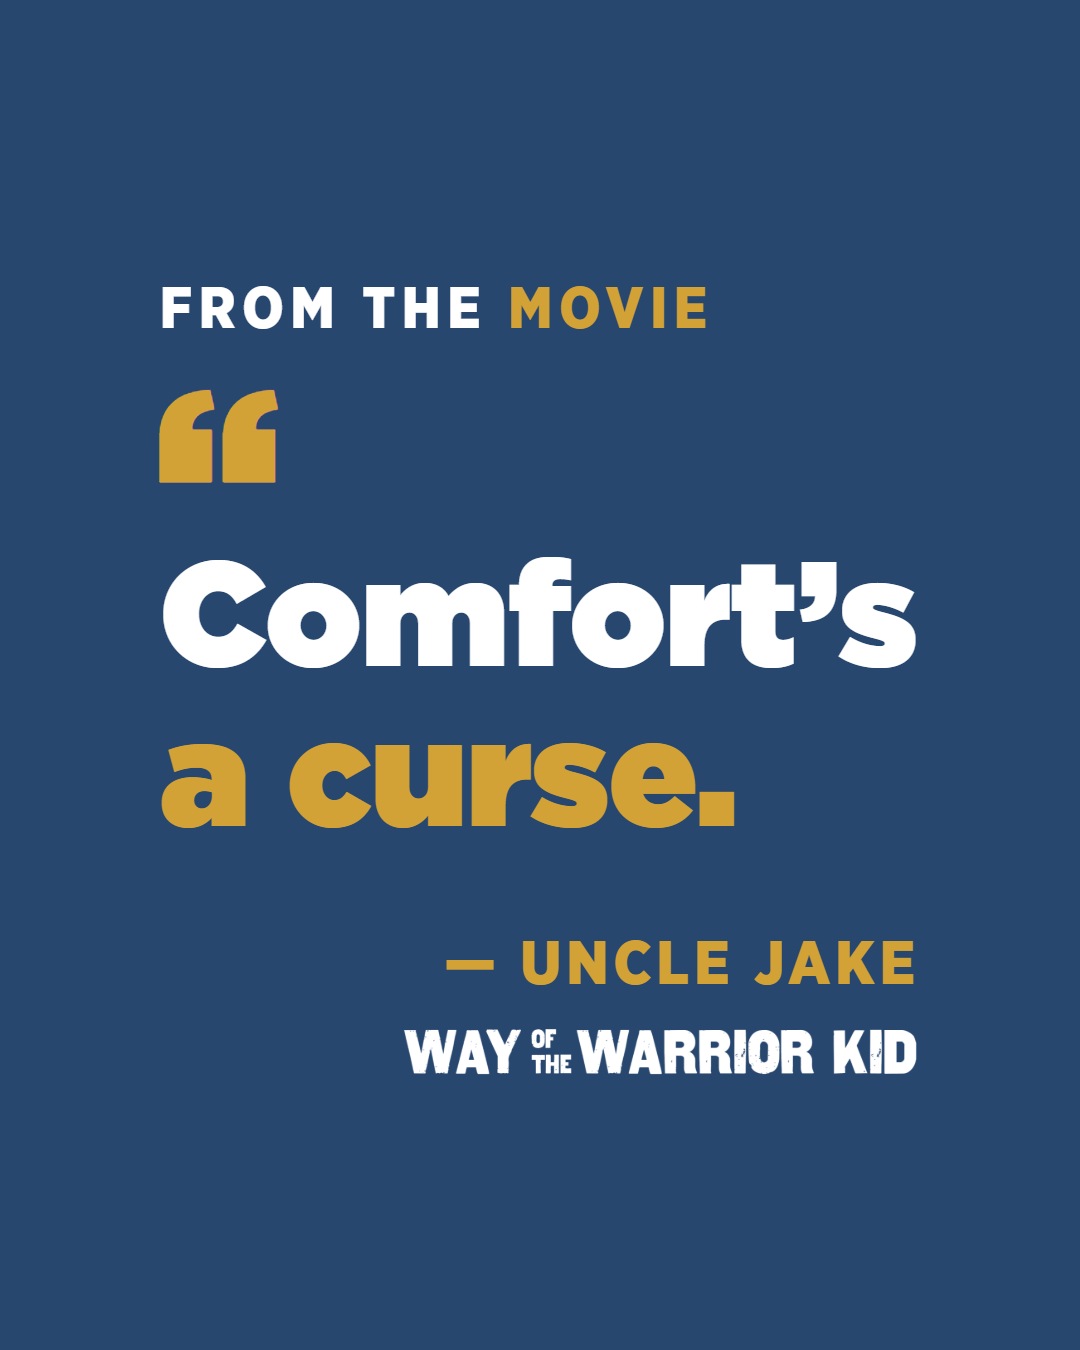 FROM THE MOVIE
“
Comfort’s
a curse.
— UNCLE JAKE
WAY OF THE WARRIOR KID